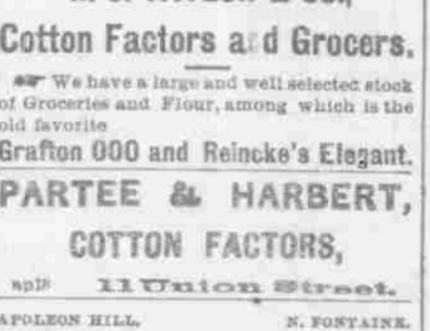 Cotton Factors and Grocers.
We have a large and well selected stock
of Groceries and Flour, among which is the
old favorite
Grafton 000 and Reincke's Elegant.
PARTEE & HARBERT,
COTTON FACTORS,
ap18 11 Union Street.
APOLEON HILL. N. FONTAINE.